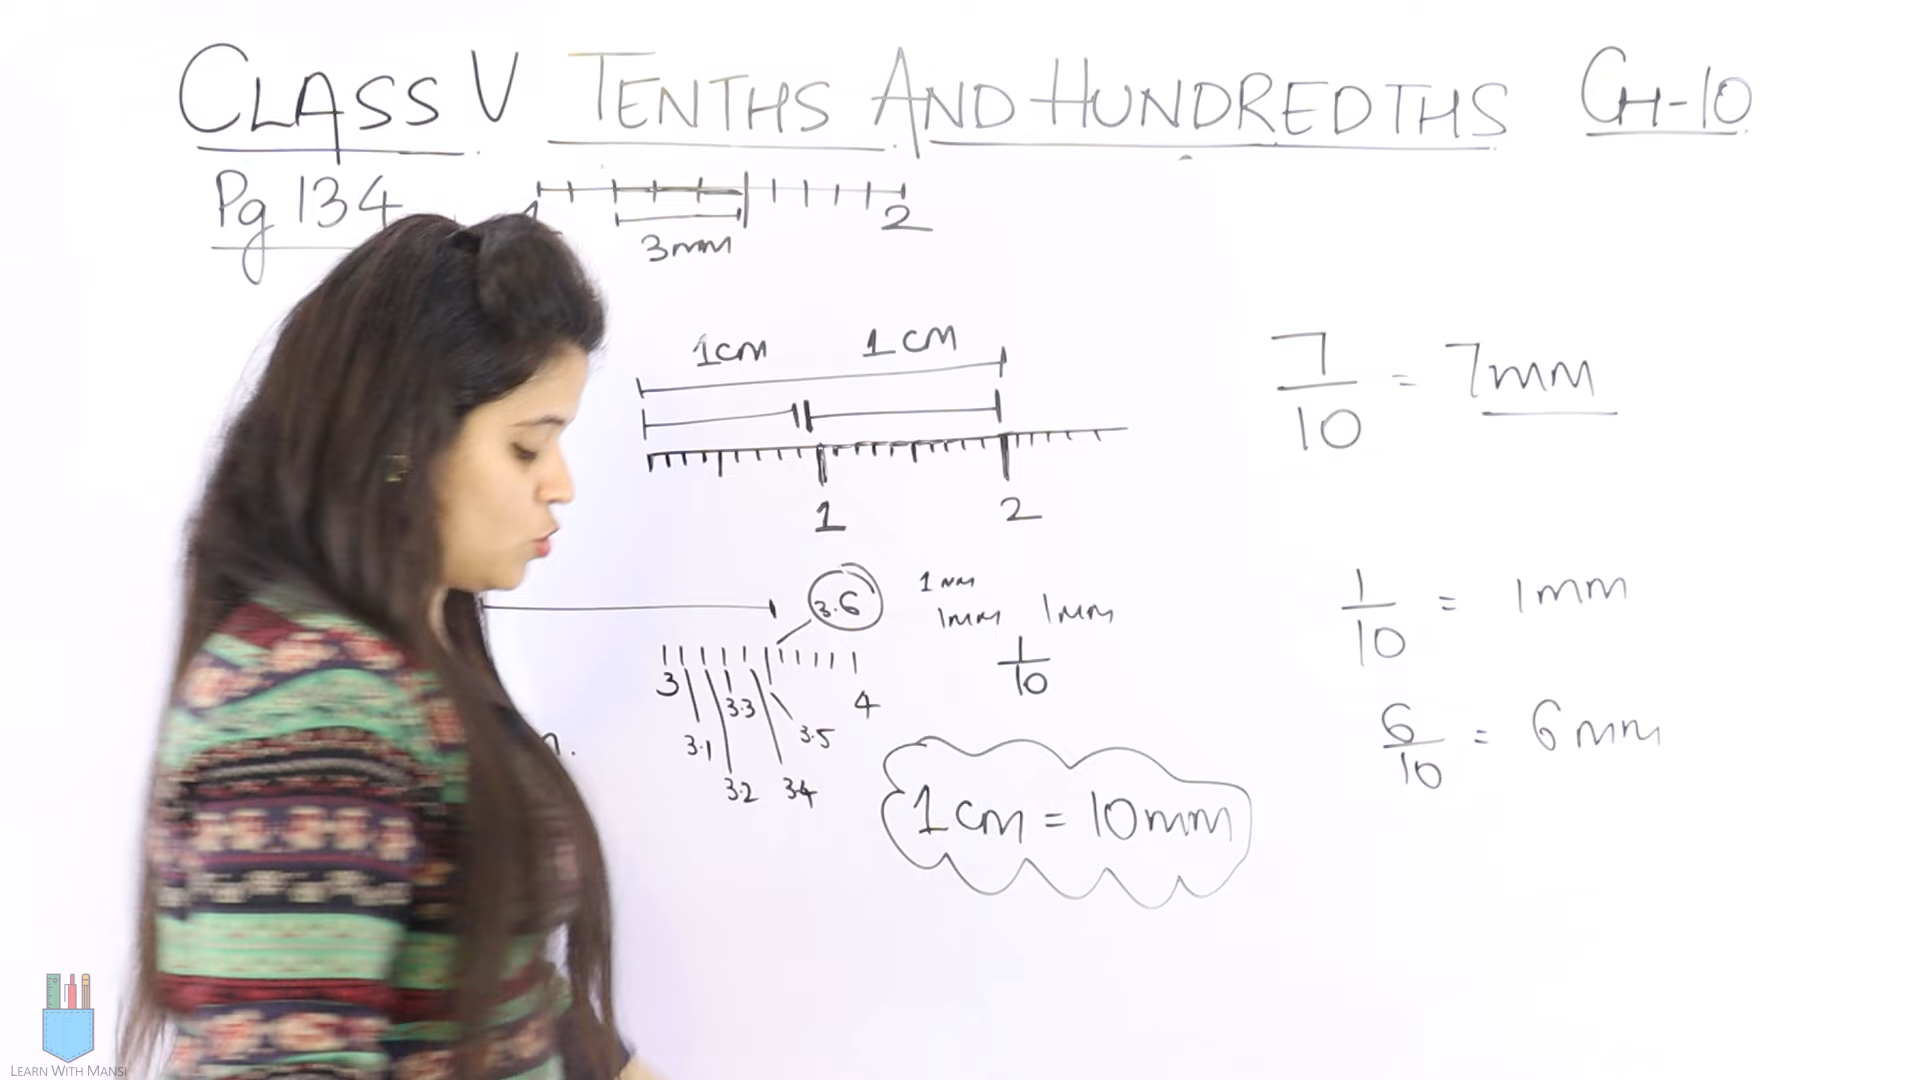 CLASS V TENTHS AND HUNDREDTHS CH-10
Pg 134
2
3mm
1cm 1cm
7/10 = 7mm
1 2
3.6
1mm
1mm 1mm
1/10
1/10 = 1mm
3 3.3 4
3.1 3.5
3.2 3.4
6/10 = 6mm
1cm = 10mm
LEARN WITH MANSI